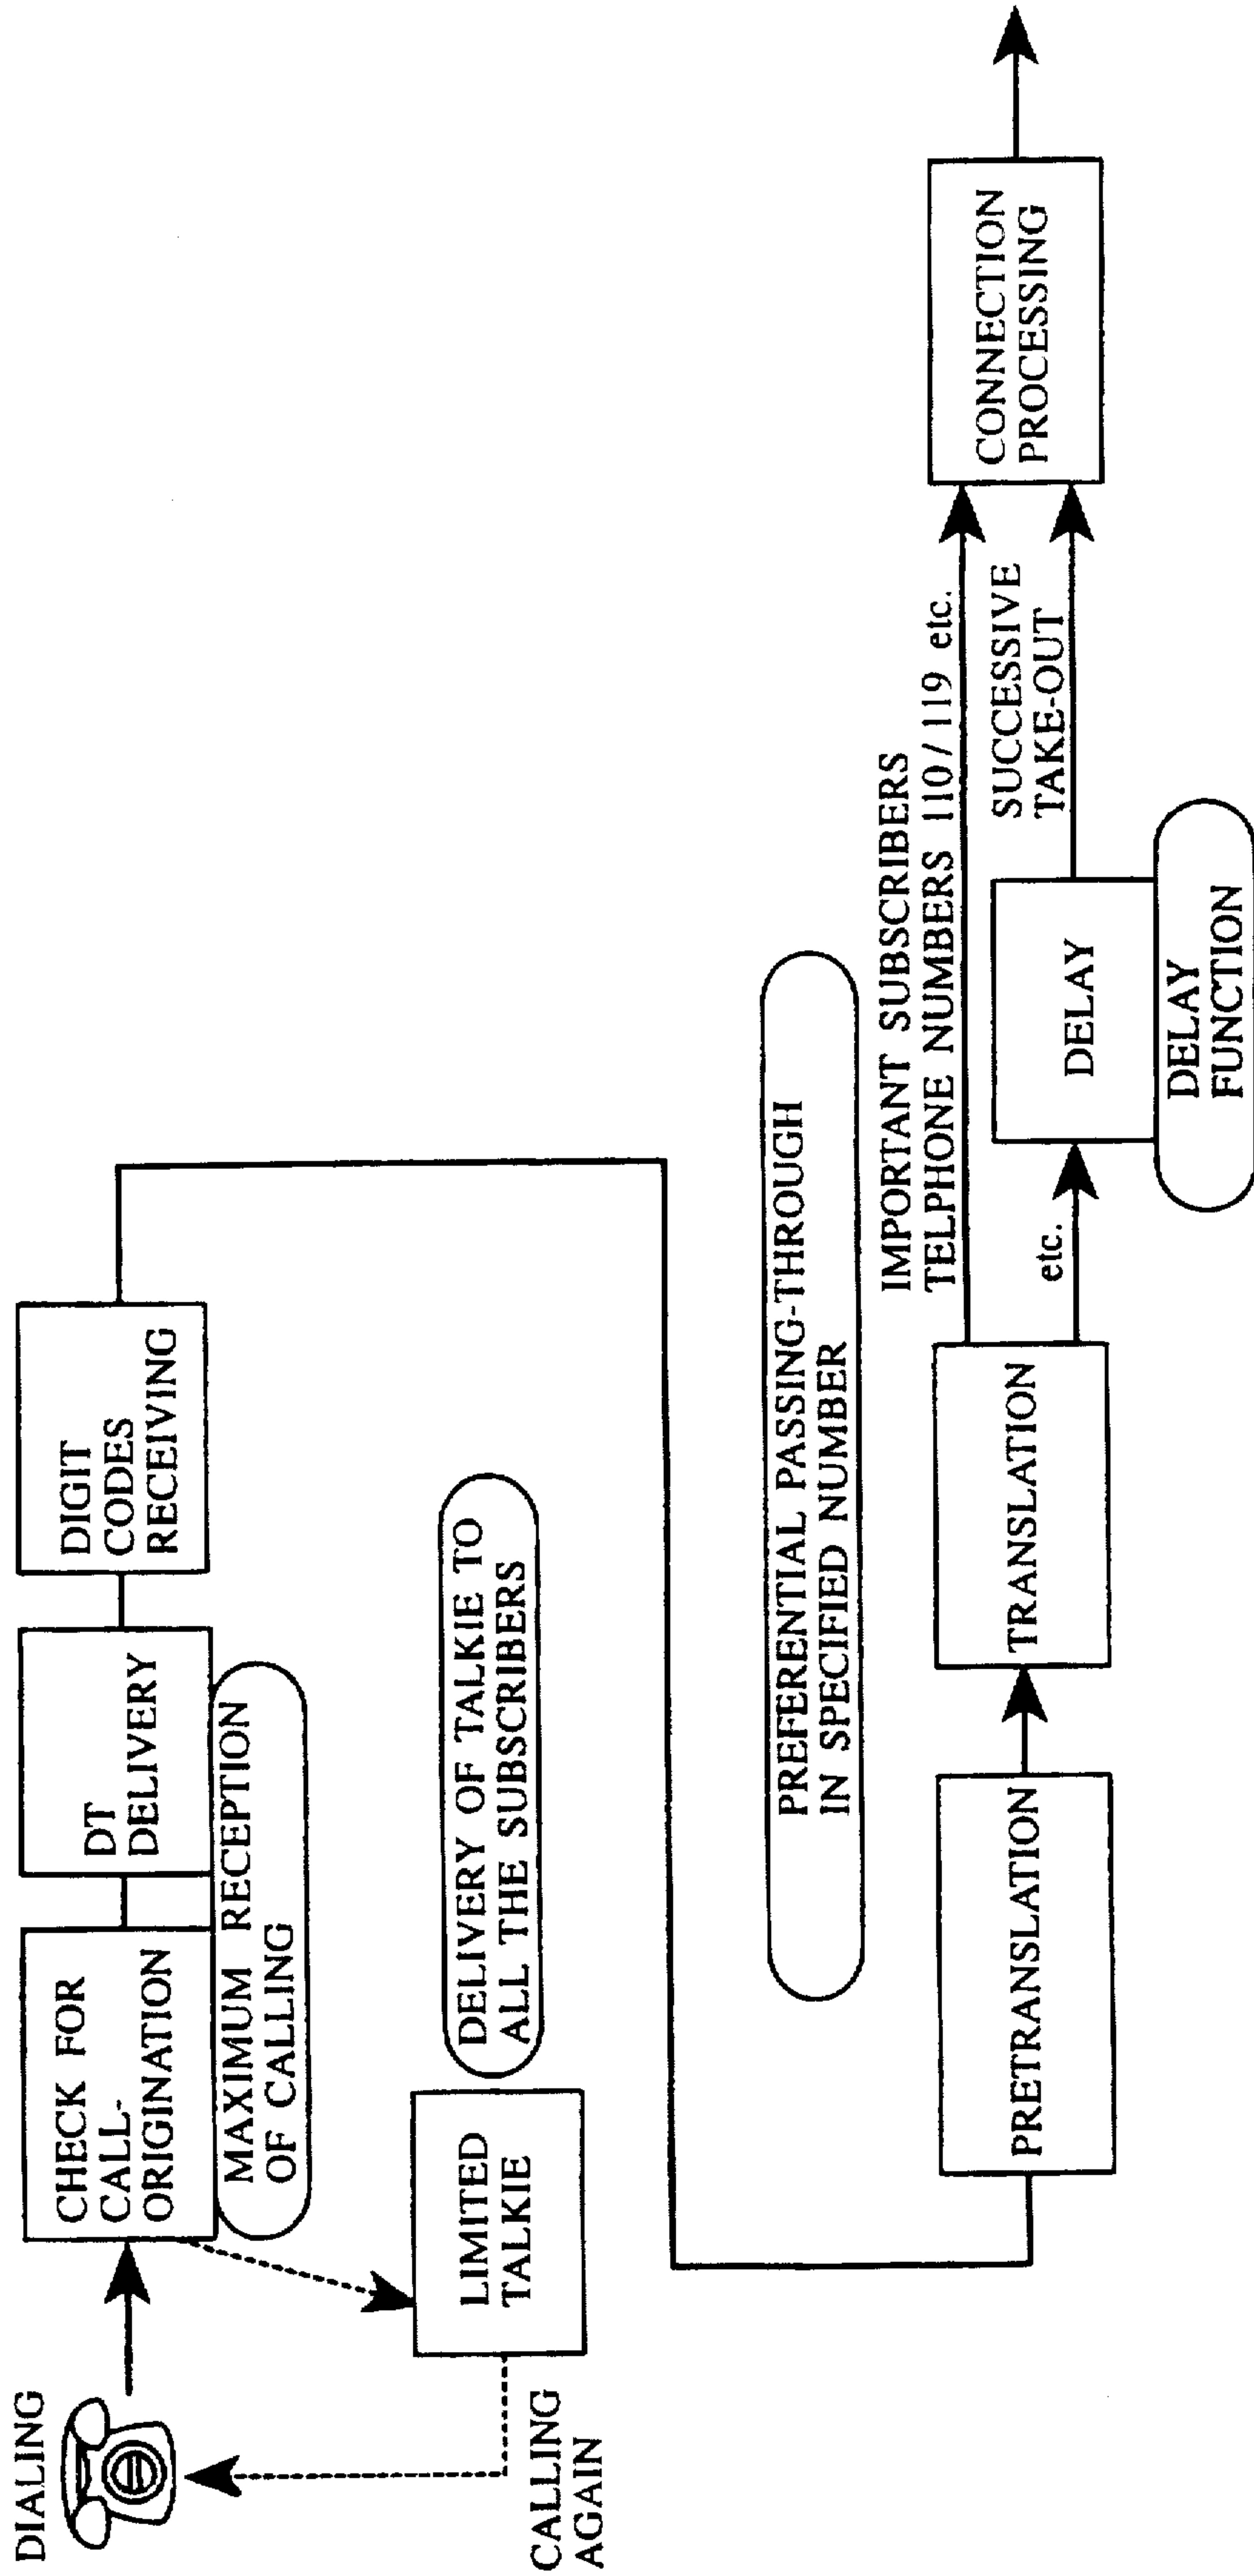 DIALING
CHECK FOR
CALL-
ORIGINATION
DT
DELIVERY
DIGIT
CODES
RECEIVING
MAXIMUM RECEPTION
OF CALLING
LIMITED
TALKIE
DELIVERY OF TALKIE TO
ALL THE SUBSCRIBERS
CALLING
AGAIN
PREFERENTIAL PASSING-THROUGH
IN SPECIFIED NUMBER
PRETRANSLATION
TRANSLATION
IMPORTANT SUBSCRIBERS
TELPHONE NUMBERS 110/119 etc.
etc.
DELAY
DELAY
FUNCTION
SUCCESSIVE
TAKE-OUT
CONNECTION
PROCESSING